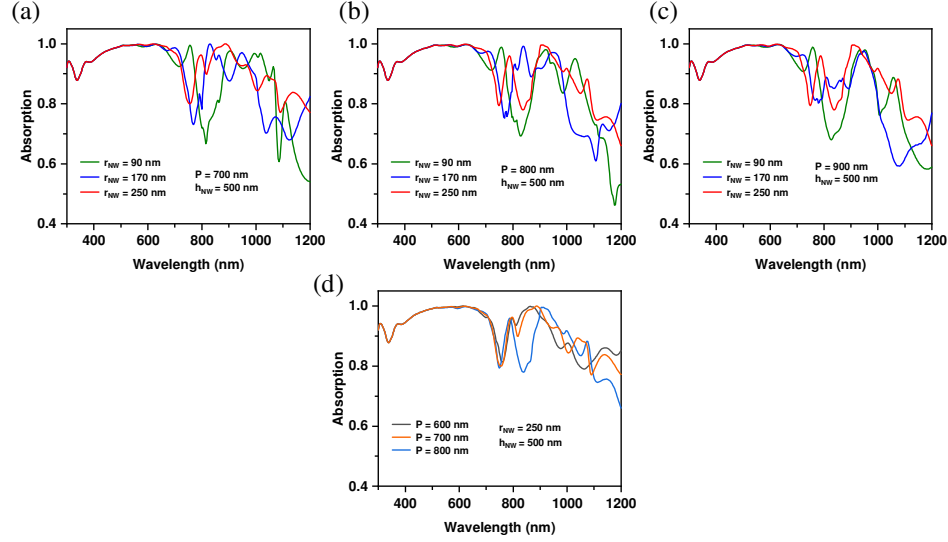 (a)
1.0
0.8
0.6
0.4
Absorption
r_NW = 90 nm
r_NW = 170 nm
r_NW = 250 nm
P = 700 nm
h_NW = 500 nm
400 600 800 1000 1200
Wavelength (nm)
(b)
1.0
0.8
0.6
0.4
Absorption
r_NW = 90 nm
r_NW = 170 nm
r_NW = 250 nm
P = 800 nm
h_NW = 500 nm
400 600 800 1000 1200
Wavelength (nm)
(c)
1.0
0.8
0.6
0.4
Absorption
r_NW = 90 nm
r_NW = 170 nm
r_NW = 250 nm
P = 900 nm
h_NW = 500 nm
400 600 800 1000 1200
Wavelength (nm)
(d)
1.0
0.8
0.6
0.4
Absorption
P = 600 nm
P = 700 nm
P = 800 nm
r_NW = 250 nm
h_NW = 500 nm
400 600 800 1000 1200
Wavelength (nm)